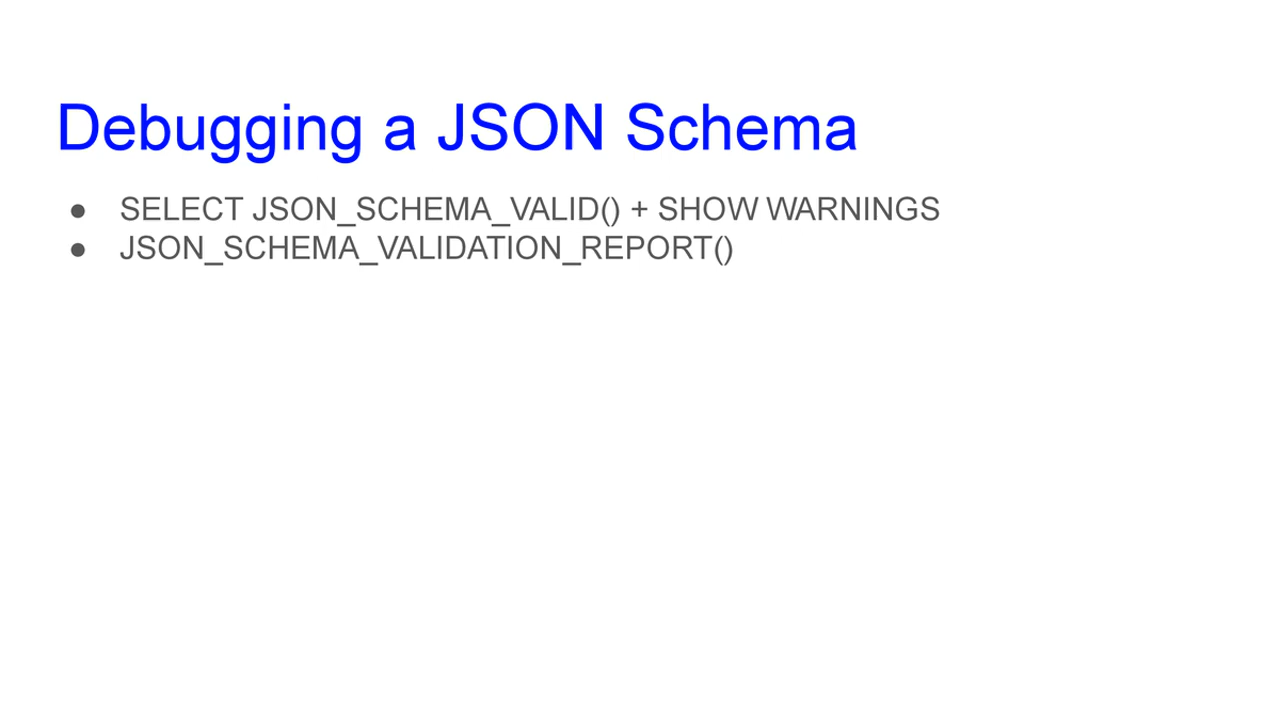 Debugging a JSON Schema
● SELECT JSON_SCHEMA_VALID() + SHOW WARNINGS
● JSON_SCHEMA_VALIDATION_REPORT()